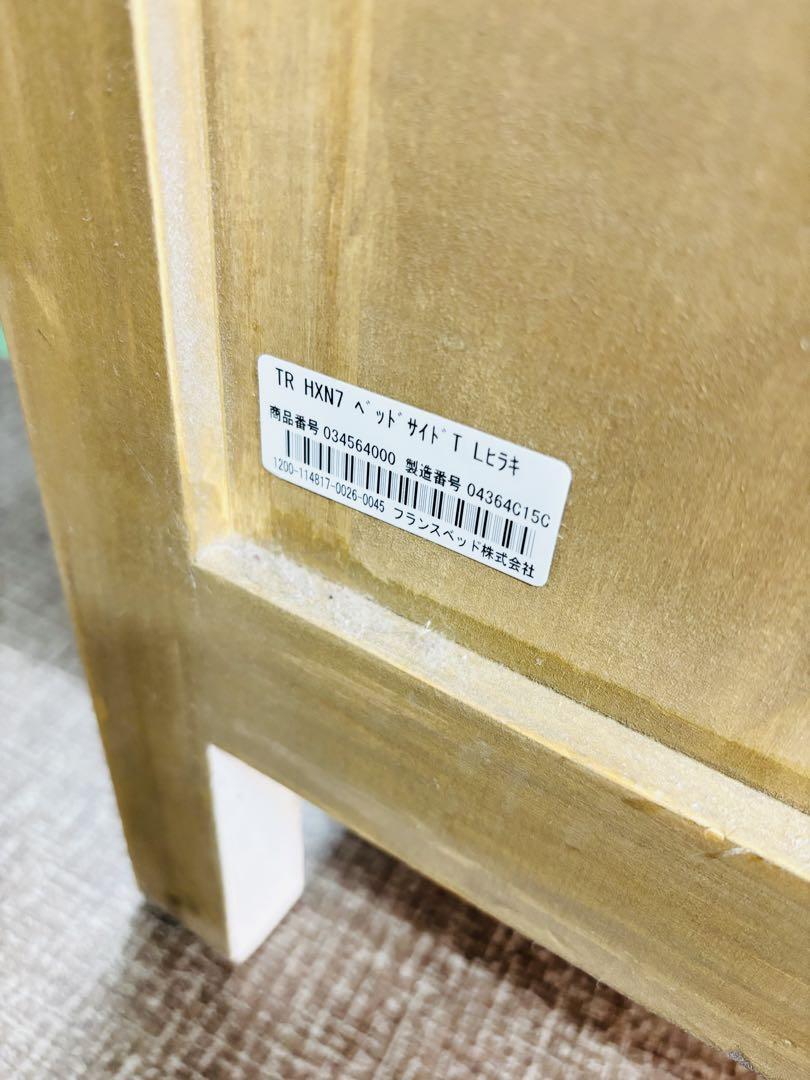 TR HXN7 ﾍﾞｯﾄﾞｻｲﾄﾞT Lﾋﾗｷ
商品番号 034564000 製造番号 04364C15C
1200-114817-0026-0045 フランスベッド株式会社